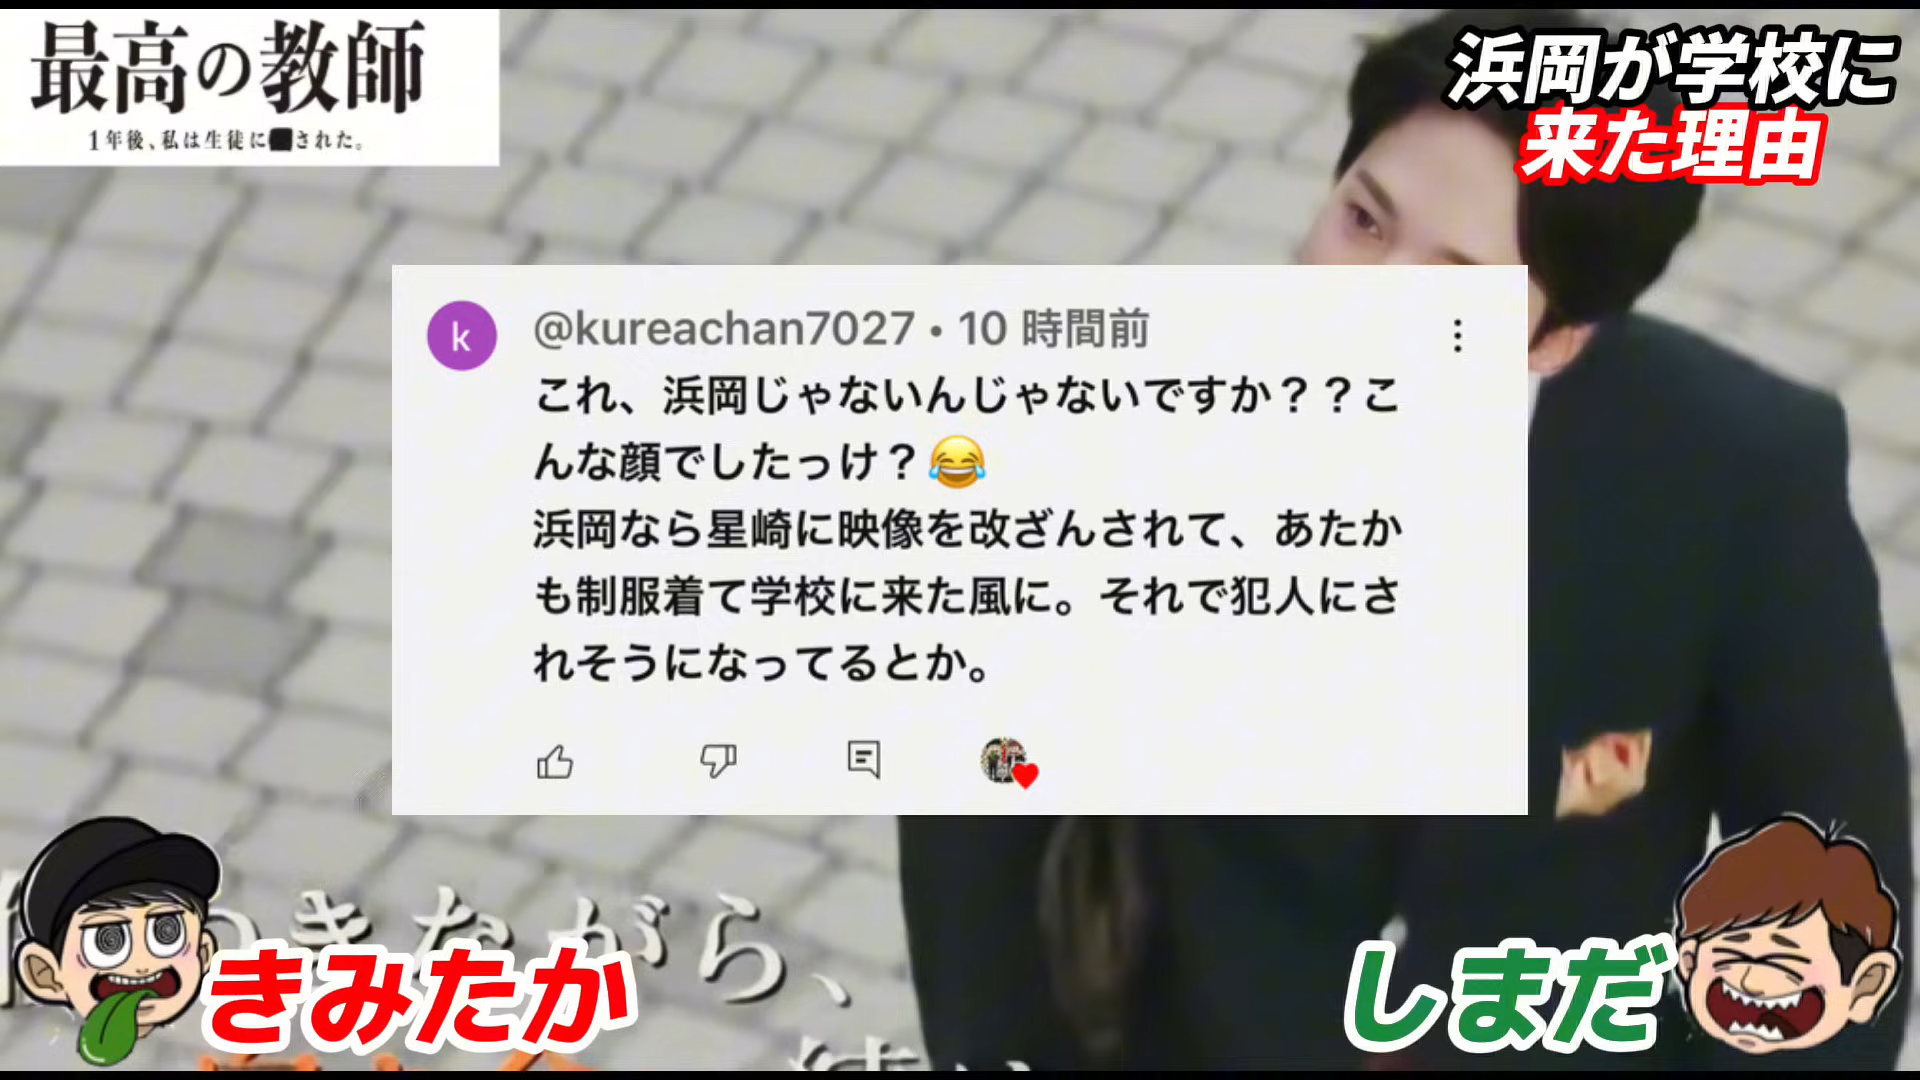 最高の教師
1年後、私は生徒に■された。
浜岡が学校に
来た理由
k
@kureachan7027・10 時間前
これ、浜岡じゃないんじゃないですか？？こ
んな顔でしたっけ？😂
浜岡なら星崎に映像を改ざんされて、あたか
も制服着て学校に来た風に。それで犯人にさ
れそうになってるとか。
きながら、
きみたか
しまだ